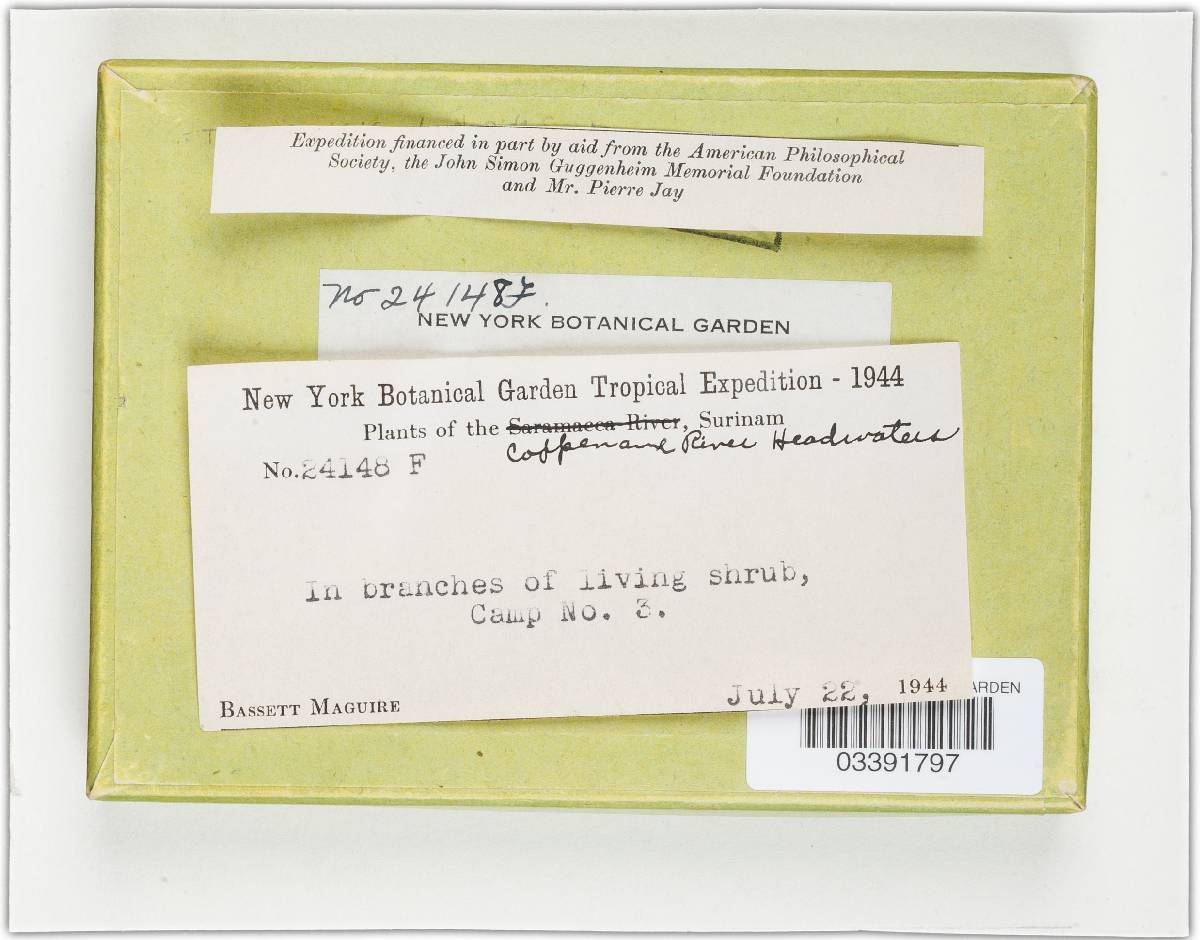 Expedition financed in part by aid from the American Philosophical
Society, the John Simon Guggenheim Memorial Foundation
and Mr. Pierre Jay
No 24148F.
NEW YORK BOTANICAL GARDEN
New York Botanical Garden Tropical Expedition - 1944
Plants of the Saramacca River, Surinam
Coppename River Headwaters
No. 24148 F
In branches of living shrub,
Camp No. 3.
BASSETT MAGUIRE
July 22, 1944
ARDEN
03391797